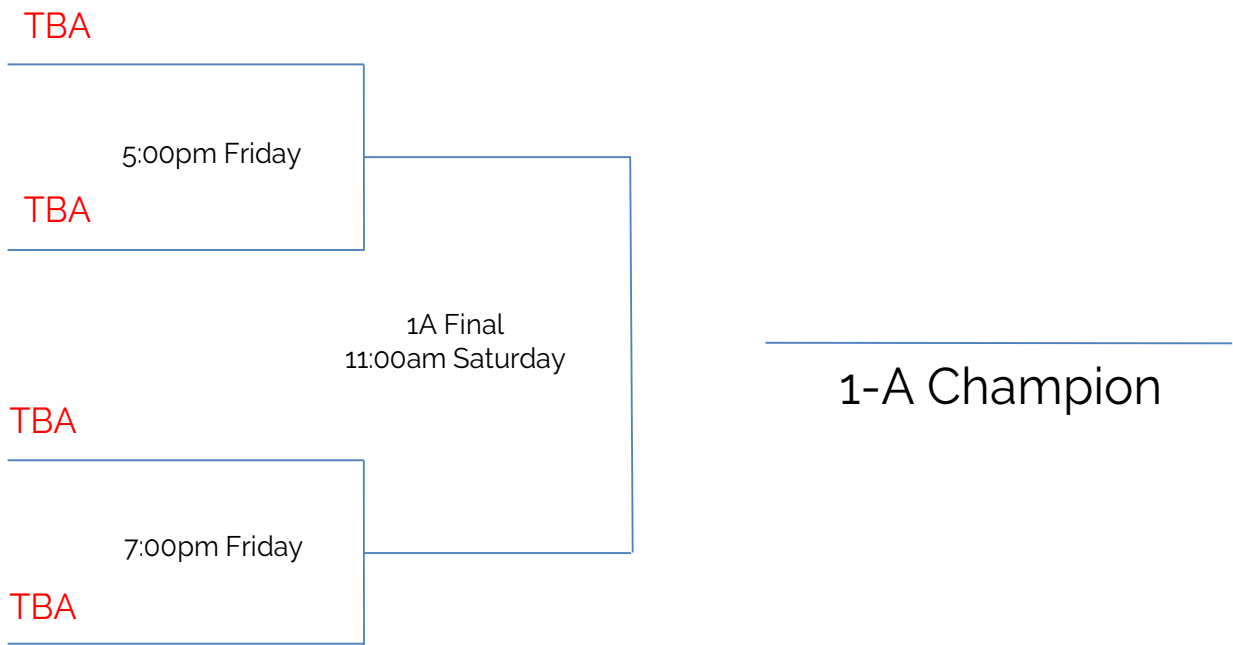 TBA
5:00pm Friday
TBA
1A Final
11:00am Saturday
1-A Champion
TBA
7:00pm Friday
TBA